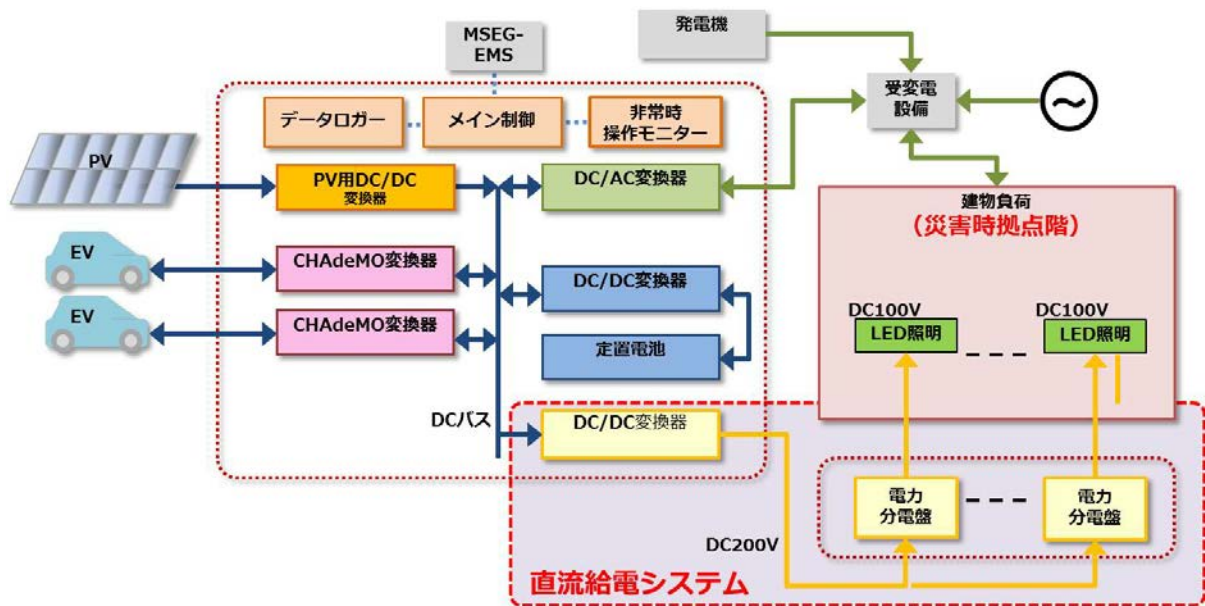 MSEG-
EMS
発電機
受変電
設備
～
データロガー
メイン制御
非常時
操作モニター
PV
PV用DC/DC
変換器
DC/AC変換器
建物負荷
（災害時拠点階）
EV
CHAdeMO変換器
DC/DC変換器
EV
CHAdeMO変換器
定置電池
DC100V
LED照明
DC100V
LED照明
DCバス
DC/DC変換器
電力
分電盤
電力
分電盤
DC200V
直流給電システム